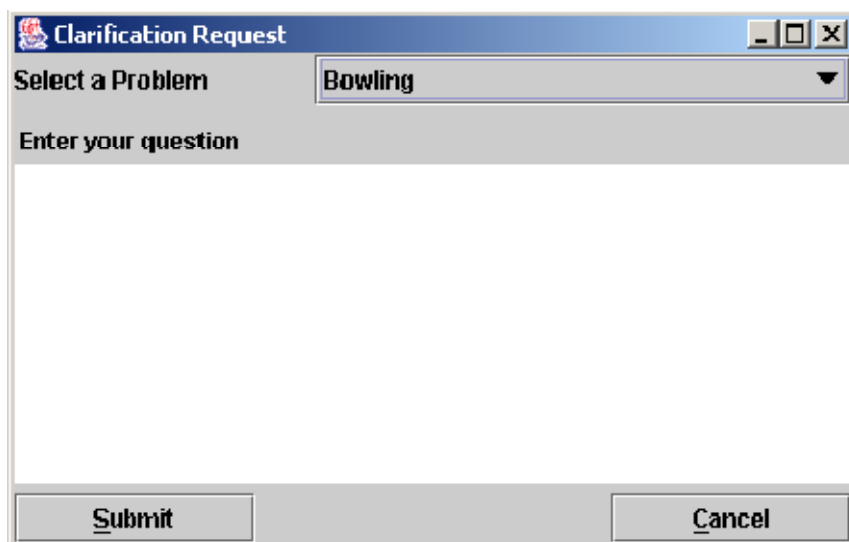 Clarification Request
Select a Problem Bowling
Enter your question
Submit Cancel